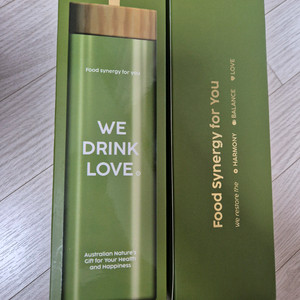 Food synergy for you
WE
DRINK
LOVE.
Australian Nature's
Gift for Your Health
and Happiness
Food Synergy for You
We restore the HARMONY BALANCE LOVE